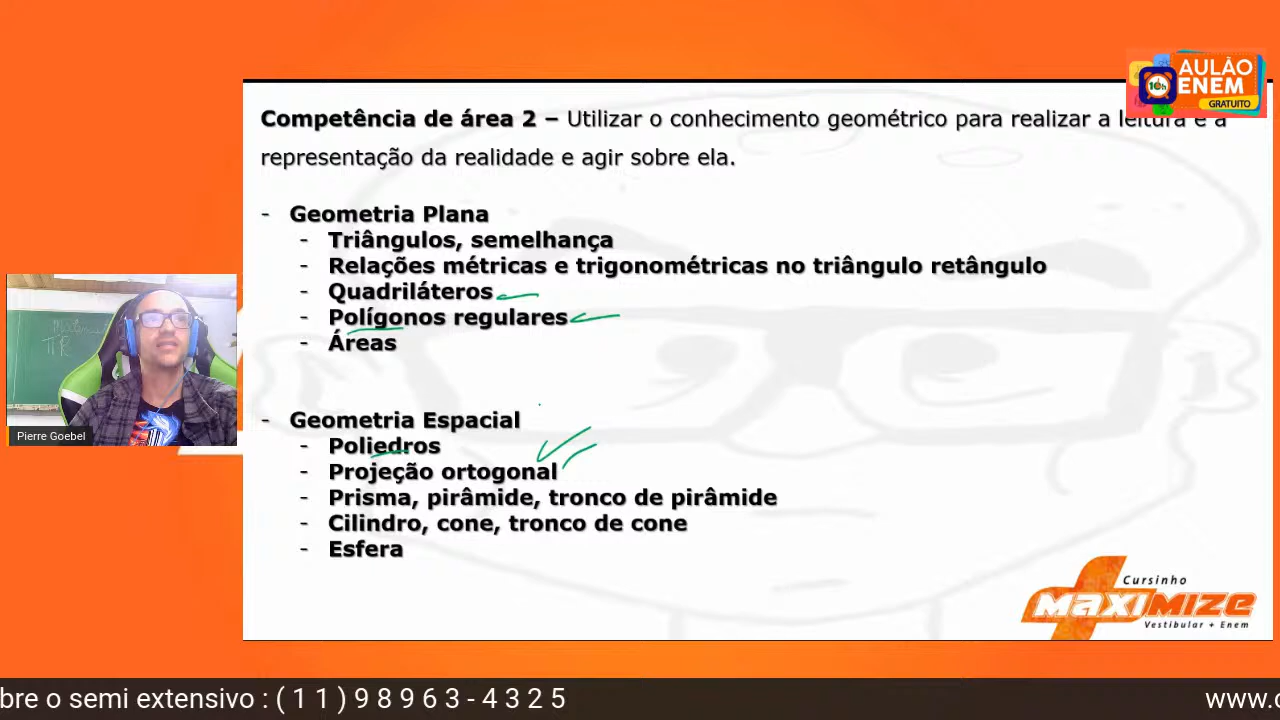 AULÃO
ENEM
10h
GRATUITO
Competência de área 2 – Utilizar o conhecimento geométrico para realizar a leitura e a
representação da realidade e agir sobre ela.
- Geometria Plana
- Triângulos, semelhança
- Relações métricas e trigonométricas no triângulo retângulo
- Quadriláteros
- Polígonos regulares
- Áreas
- Geometria Espacial
- Poliedros
- Projeção ortogonal
- Prisma, pirâmide, tronco de pirâmide
- Cilindro, cone, tronco de cone
- Esfera
Pierre Goebel
Cursinho
MAXIMIZE
Vestibular + Enem
bre o semi extensivo : ( 1 1 ) 9 8 9 6 3 - 4 3 2 5
www.